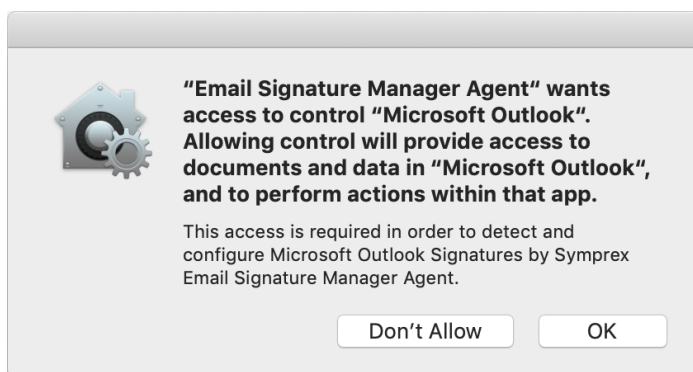 “Email Signature Manager Agent“ wants
access to control “Microsoft Outlook“.
Allowing control will provide access to
documents and data in “Microsoft Outlook“,
and to perform actions within that app.
This access is required in order to detect and
configure Microsoft Outlook Signatures by Symprex
Email Signature Manager Agent.
Don’t Allow
OK